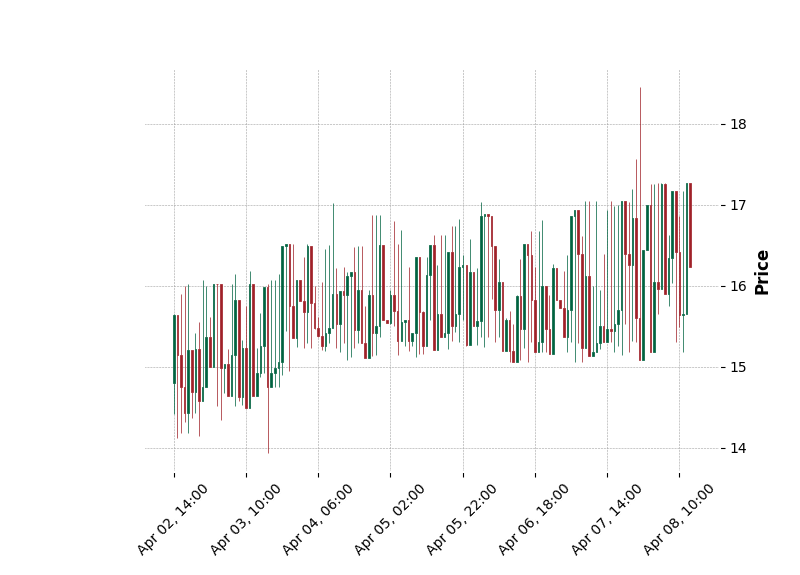 18
17
16
15
14
Price
Apr 02, 14:00
Apr 03, 10:00
Apr 04, 06:00
Apr 05, 02:00
Apr 05, 22:00
Apr 06, 18:00
Apr 07, 14:00
Apr 08, 10:00